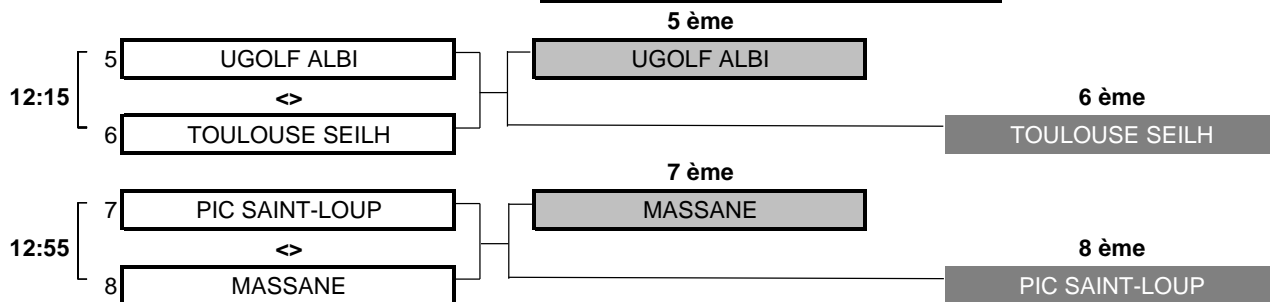 5 ème
5 UGOLF ALBI UGOLF ALBI
12:15 <> 6 ème
6 TOULOUSE SEILH TOULOUSE SEILH
7 ème
7 PIC SAINT-LOUP MASSANE
12:55 <> 8 ème
8 MASSANE PIC SAINT-LOUP